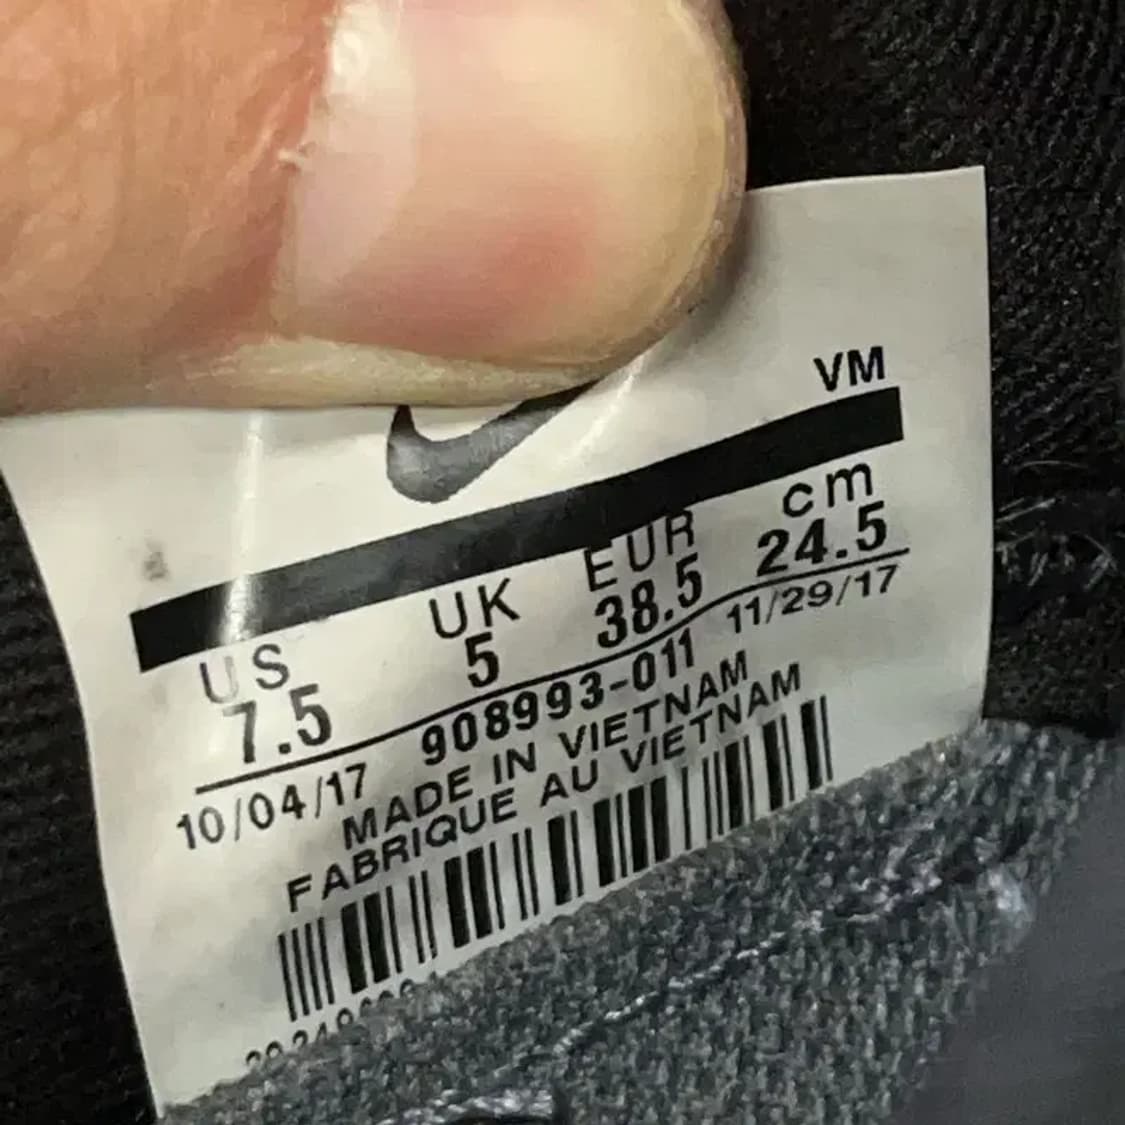 VM
US UK EUR cm
7.5 5 38.5 24.5
10/04/17 908993-011 11/29/17
MADE IN VIETNAM
FABRIQUE AU VIETNAM